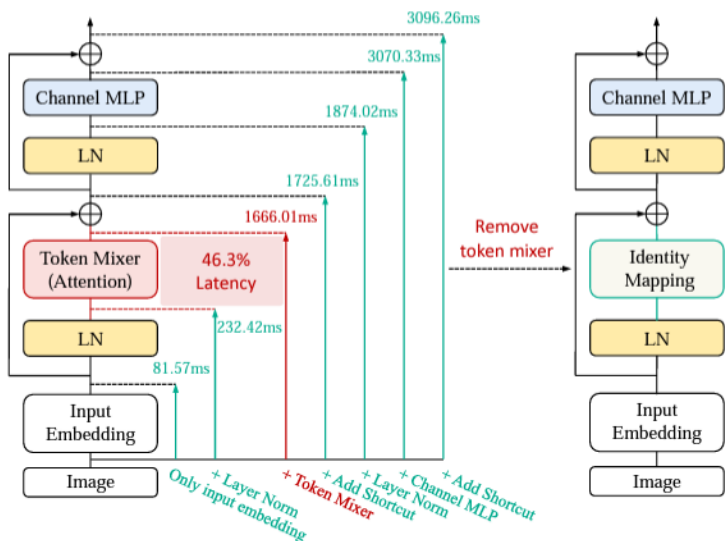 3096.26ms
3070.33ms
Channel MLP
1874.02ms
LN
1725.61ms
1666.01ms
Token Mixer
(Attention)
46.3%
Latency
232.42ms
LN
81.57ms
Input
Embedding
Image
Only input embedding
+ Layer Norm
+ Token Mixer
+ Add Shortcut
+ Layer Norm
+ Channel MLP
+ Add Shortcut
Remove
token mixer
Channel MLP
LN
Identity
Mapping
LN
Input
Embedding
Image